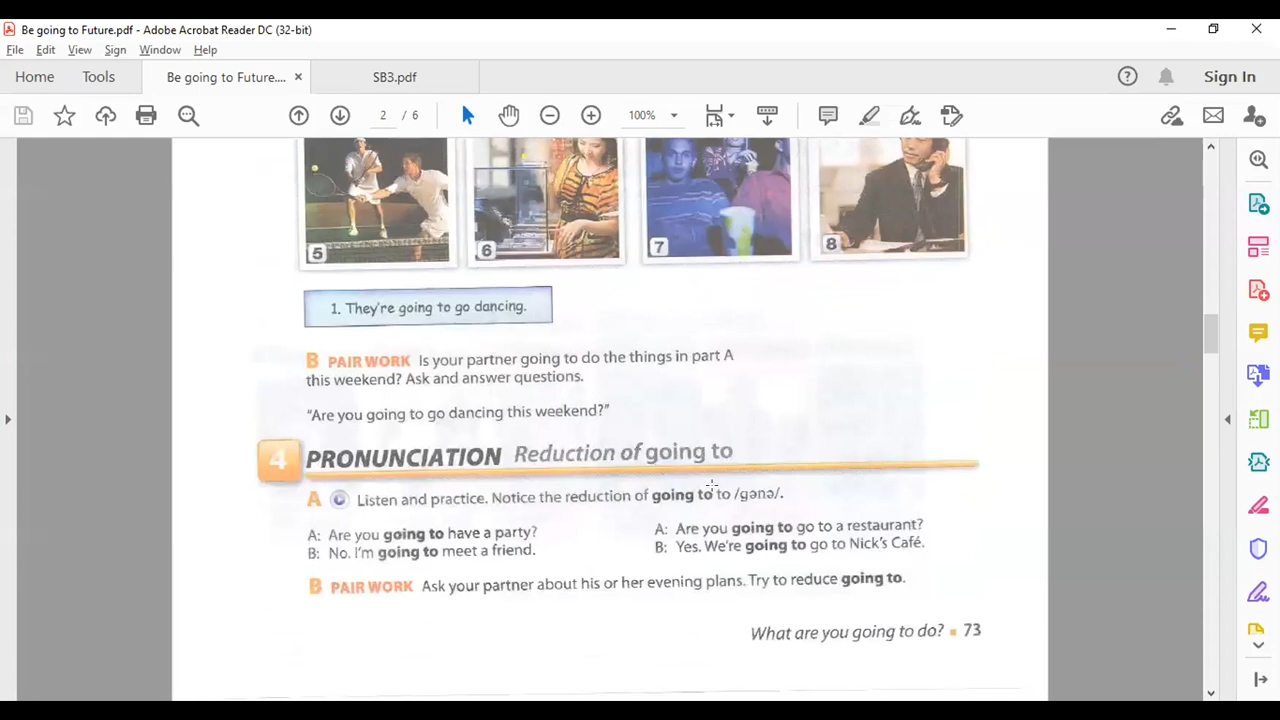 Be going to Future.pdf - Adobe Acrobat Reader DC (32-bit)
File Edit View Sign Window Help
Home Tools Be going to Future.... × SB3.pdf Sign In
2 / 6 100%
5 6 7 8
1. They're going to go dancing.
B PAIR WORK Is your partner going to do the things in part A
this weekend? Ask and answer questions.
"Are you going to go dancing this weekend?"
4 PRONUNCIATION Reduction of going to
A Listen and practice. Notice the reduction of going to to /gənə/.
A: Are you going to have a party?
B: No. I'm going to meet a friend.
A: Are you going to go to a restaurant?
B: Yes. We're going to go to Nick's Café.
B PAIR WORK Ask your partner about his or her evening plans. Try to reduce going to.
What are you going to do? ▪ 73